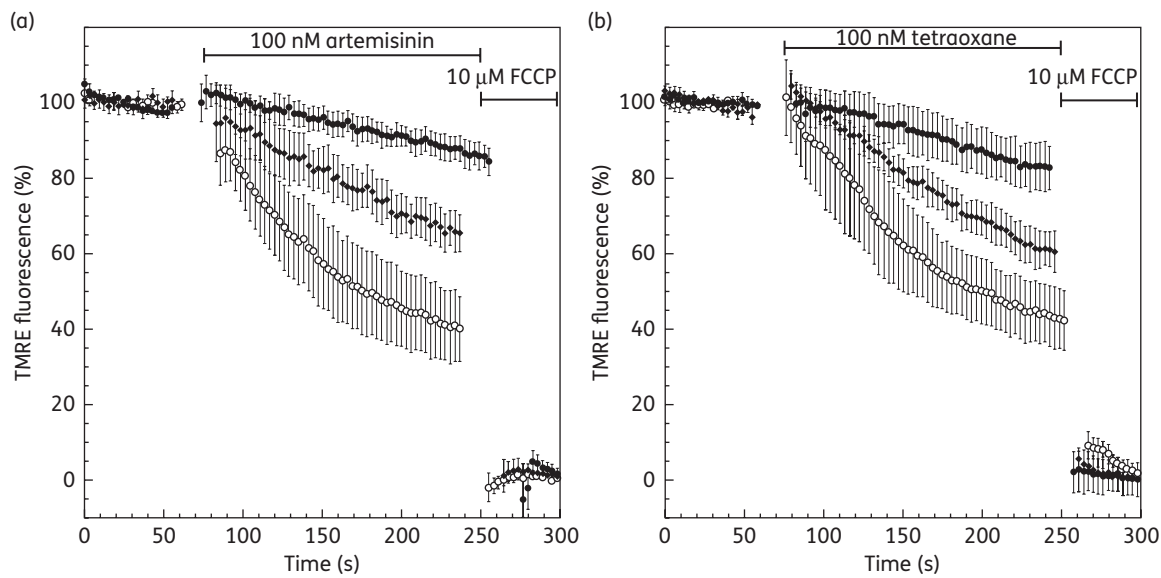 (a)
100 nM artemisinin
10 µM FCCP
100
80
60
40
20
0
TMRE fluorescence (%)
0 50 100 150 200 250 300
Time (s)
(b)
100 nM tetraoxane
10 µM FCCP
100
80
60
40
20
0
TMRE fluorescence (%)
0 50 100 150 200 250 300
Time (s)